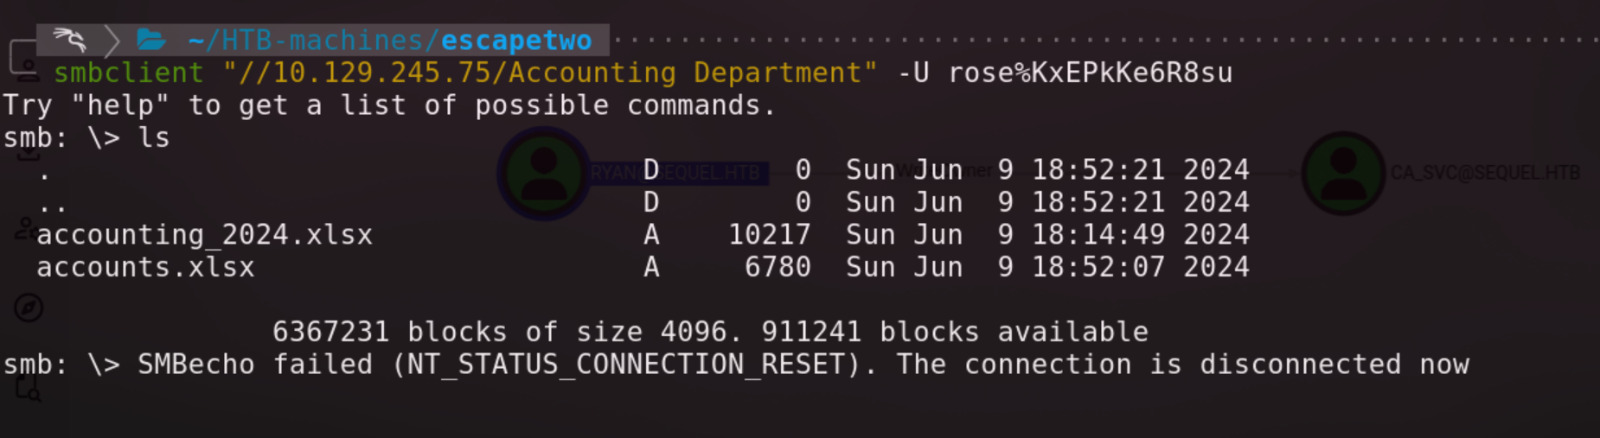 ~/HTB-machines/escapetwo
smbclient "//10.129.245.75/Accounting Department" -U rose%KxEPkKe6R8su
Try "help" to get a list of possible commands.
smb: \> ls
RYAN@SEQUEL.HTB
CA_SVC@SEQUEL.HTB
. D 0 Sun Jun 9 18:52:21 2024
.. D 0 Sun Jun 9 18:52:21 2024
accounting_2024.xlsx A 10217 Sun Jun 9 18:14:49 2024
accounts.xlsx A 6780 Sun Jun 9 18:52:07 2024
6367231 blocks of size 4096. 911241 blocks available
smb: \> SMBecho failed (NT_STATUS_CONNECTION_RESET). The connection is disconnected now